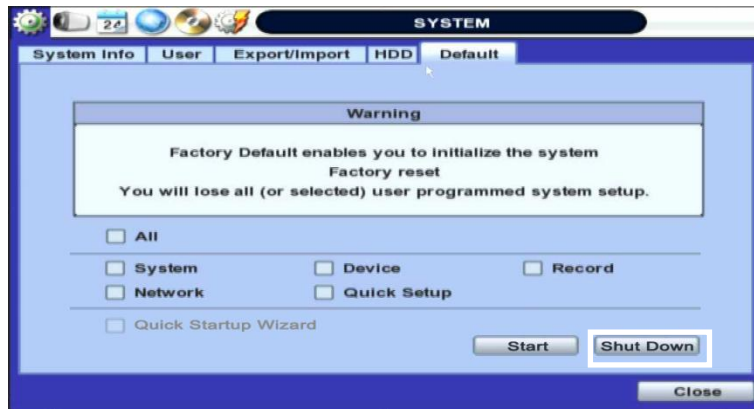 24
SYSTEM
System Info User Export/Import HDD Default
Warning
Factory Default enables you to initialize the system
Factory reset
You will lose all (or selected) user programmed system setup.
All
System Device Record
Network Quick Setup
Quick Startup Wizard
Start Shut Down
Close